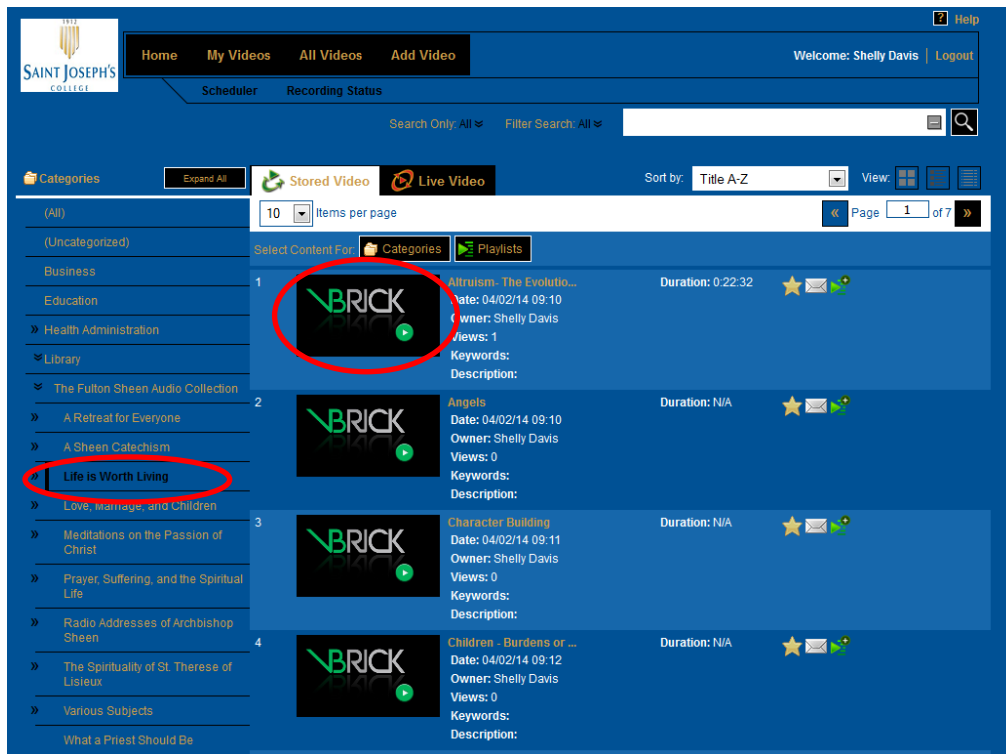 ? Help
1912
SAINT JOSEPH'S
COLLEGE
Home My Videos All Videos Add Video
Welcome: Shelly Davis | Logout
Scheduler Recording Status
Search Only: All Filter Search: All
Categories Expand All
Stored Video Live Video
Sort by: Title A-Z View:
(All)
10 Items per page
« Page 1 of 7 »
(Uncategorized)
Select Content For: Categories Playlists
Business
Education
» Health Administration
Library
The Fulton Sheen Audio Collection
» A Retreat for Everyone
» A Sheen Catechism
» Life is Worth Living
» Love, Marriage, and Children
» Meditations on the Passion of
Christ
» Prayer, Suffering, and the Spiritual
Life
» Radio Addresses of Archbishop
Sheen
» The Spirituality of St. Therese of
Lisieux
» Various Subjects
What a Priest Should Be
1
VBRICK
Altruism- The Evolutio...
Duration: 0:22:32
Date: 04/02/14 09:10
Owner: Shelly Davis
Views: 1
Keywords:
Description:
2
VBRICK
Angels
Duration: N/A
Date: 04/02/14 09:10
Owner: Shelly Davis
Views: 0
Keywords:
Description:
3
VBRICK
Character Building
Duration: N/A
Date: 04/02/14 09:11
Owner: Shelly Davis
Views: 0
Keywords:
Description:
4
VBRICK
Children - Burdens or ...
Duration: N/A
Date: 04/02/14 09:12
Owner: Shelly Davis
Views: 0
Keywords:
Description: